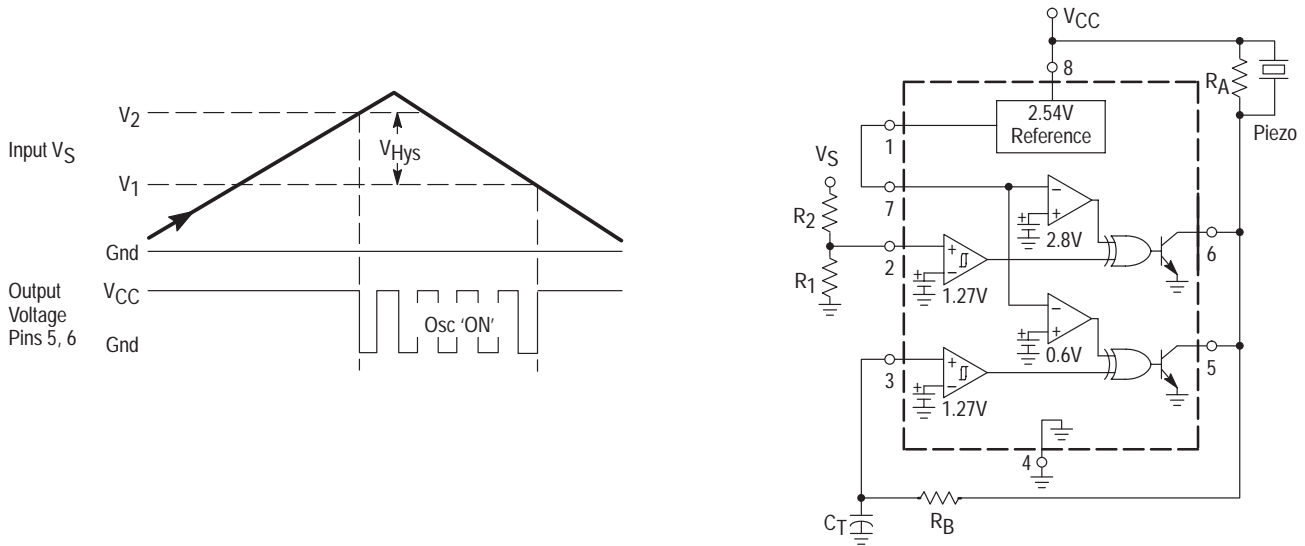 V2
VHys
Input VS
V1
Gnd
Output
Voltage
Pins 5, 6
VCC
Osc 'ON'
Gnd
VCC
8
RA
2.54V
Reference
Piezo
1
VS
7
R2
2.8V
6
2
R1
1.27V
0.6V
5
3
1.27V
4
CT
RB